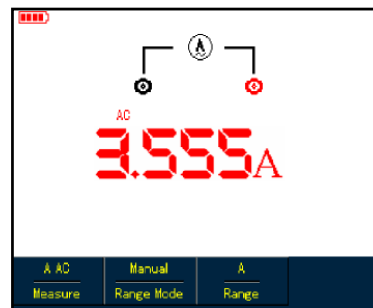 A
AC
3.555A
A AC Manual A
Measure Range Mode Range